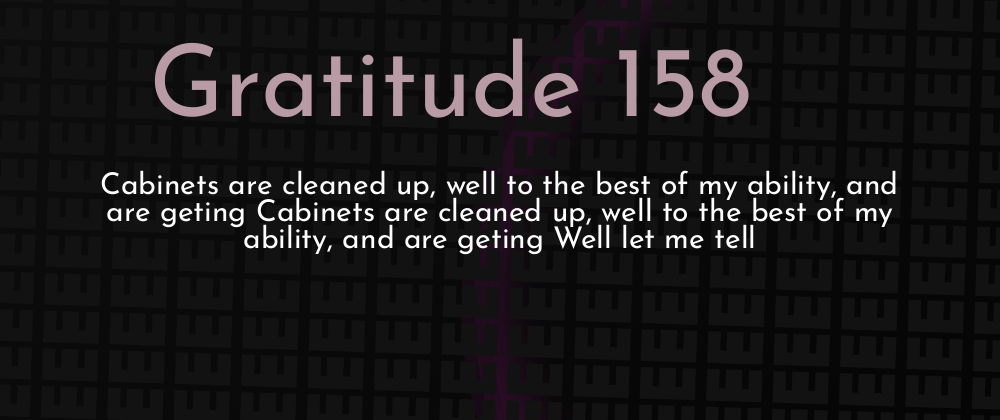 Gratitude 158
Cabinets are cleaned up, well to the best of my ability, and
are geting Cabinets are cleaned up, well to the best of my
ability, and are geting Well let me tell